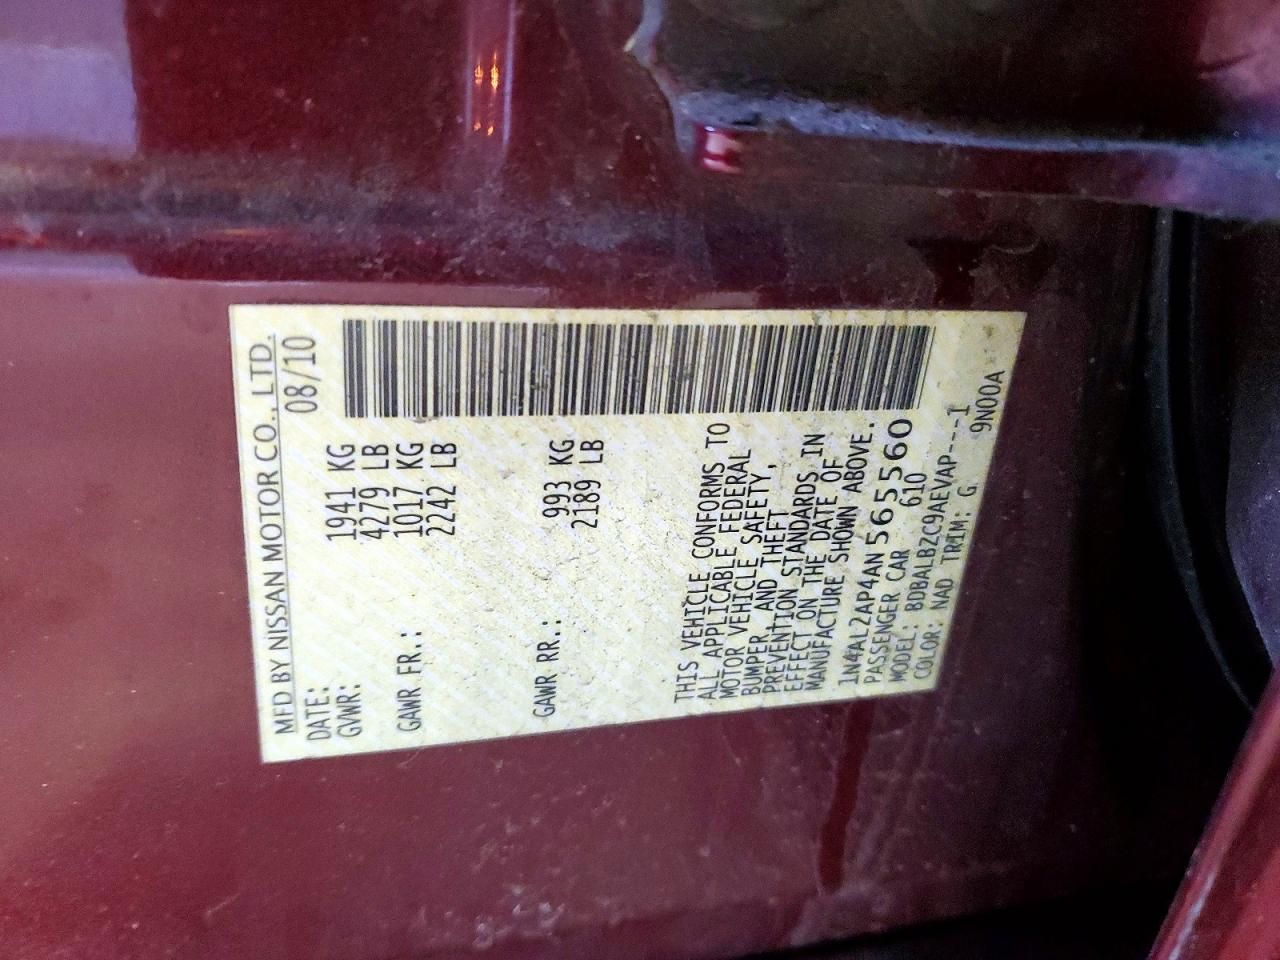 MFD BY NISSAN MOTOR CO., LTD.
DATE: 08/10
GVWR: 1941 KG
4279 LB
GAWR FR.: 1017 KG
2242 LB
GAWR RR.: 993 KG
2189 LB
THIS VEHICLE CONFORMS TO
ALL APPLICABLE FEDERAL
MOTOR VEHICLE SAFETY,
BUMPER, AND THEFT
PREVENTION STANDARDS IN
EFFECT ON THE DATE OF
MANUFACTURE SHOWN ABOVE.
1N4AL2AP4AN565560
PASSENGER CAR 610
MODEL: BDBALBZC9AEVAP---1
COLOR: NAD TRIM: G 9N00A